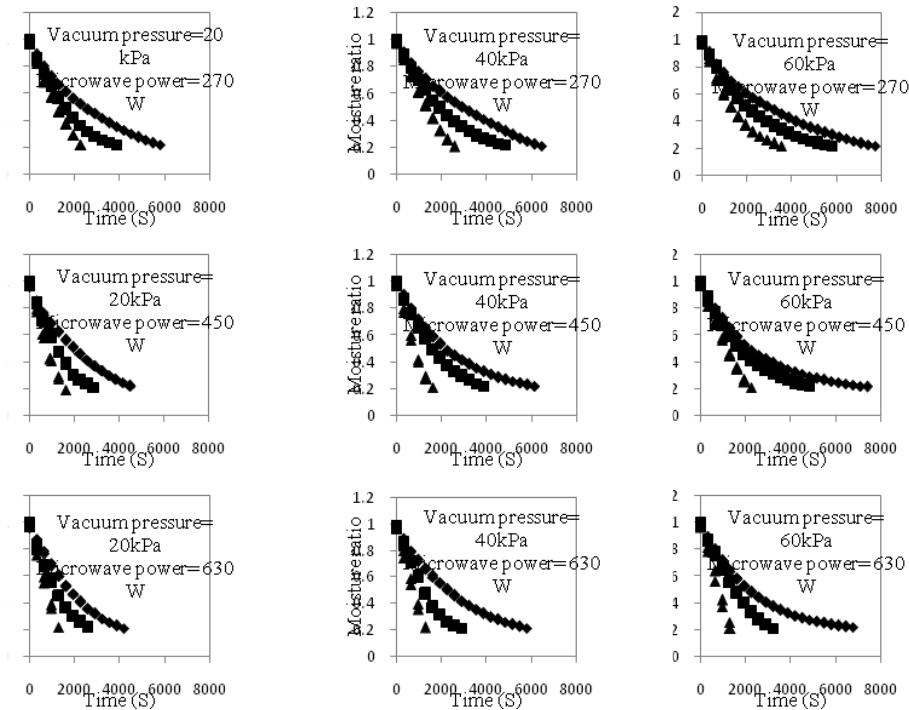 Vacuum pressure=20
kPa
Microwave power=270
W
0 2000 4000 6000 8000
Time (S)
Moisture ratio
1.2
1
0.8
0.6
0.4
0.2
0
Vacuum pressure=
40kPa
Microwave power=270
W
0 2000 4000 6000 8000
Time (S)
2
1
8
6
4
2
Vacuum pressure=
60kPa
Microwave power=270
W
0 2000 4000 6000 8000
Time (S)
Vacuum pressure=
20kPa
Microwave power=450
W
0 2000 4000 6000 8000
Time (S)
Moisture ratio
1.2
1
0.8
0.6
0.4
0.2
0
Vacuum pressure=
40kPa
Microwave power=450
W
0 2000 4000 6000 8000
Time (S)
2
1
8
6
4
2
0
Vacuum pressure=
60kPa
Microwave power=450
W
0 2000 4000 6000 8000
Time (S)
Vacuum pressure=
20kPa
Microwave power=630
W
0 2000 4000 6000 8000
Time (S)
Moisture ratio
1.2
1
0.8
0.6
0.4
0.2
0
Vacuum pressure=
40kPa
Microwave power=630
W
0 2000 4000 6000 8000
Time (S)
2
1
8
6
4
2
0
Vacuum pressure=
60kPa
Microwave power=630
W
0 2000 4000 6000 8000
Time (S)